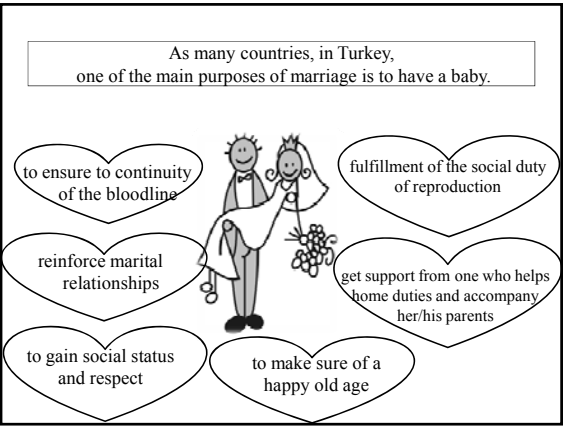 As many countries, in Turkey,
one of the main purposes of marriage is to have a baby.
to ensure to continuity
of the bloodline
fulfillment of the social duty
of reproduction
reinforce marital
relationships
get support from one who helps
home duties and accompany
her/his parents
to gain social status
and respect
to make sure of a
happy old age